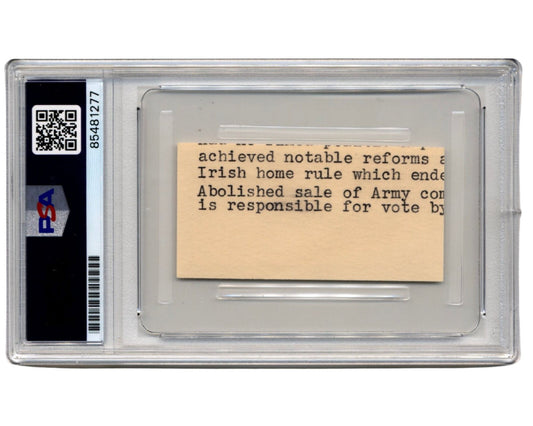 PSA
85481277
achieved notable reforms a
Irish home rule which ende
Abolished sale of Army com
is responsible for vote by